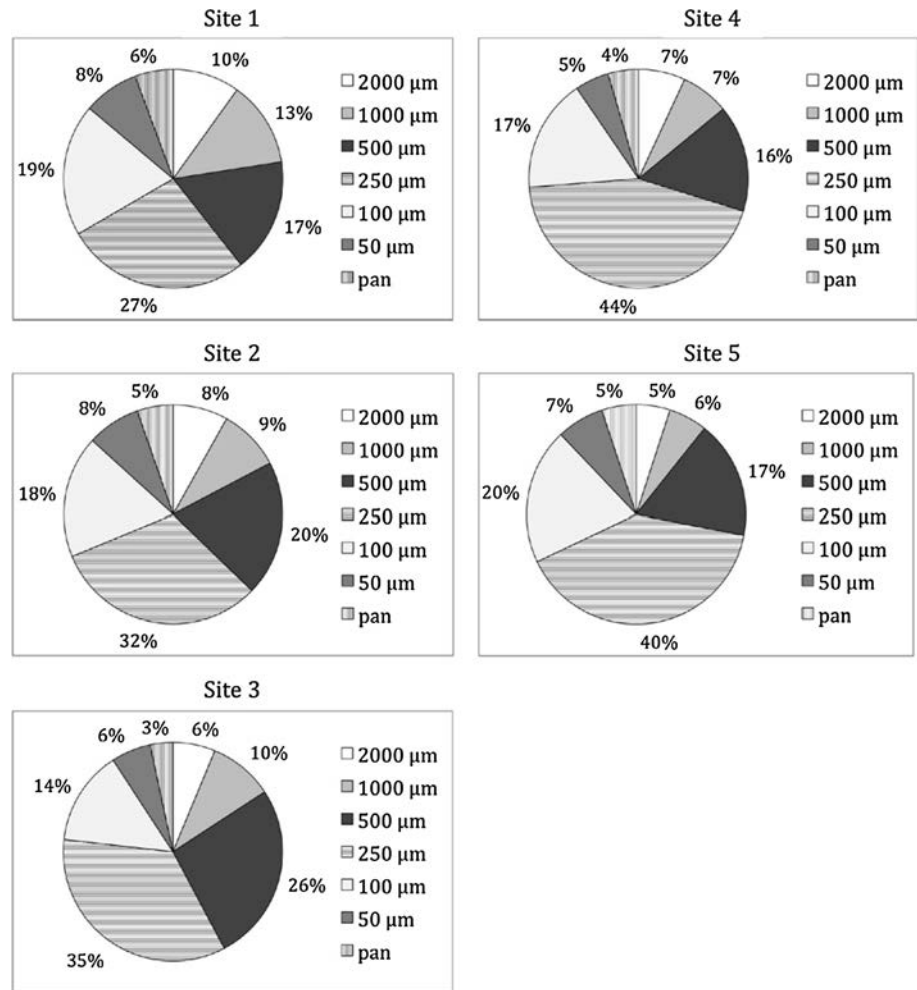 Site 1
6%
10%
8%
13%
19%
17%
27%
2000 µm
1000 µm
500 µm
250 µm
100 µm
50 µm
pan
Site 4
4%
7%
5%
7%
17%
16%
44%
2000 µm
1000 µm
500 µm
250 µm
100 µm
50 µm
pan
Site 2
5%
8%
8%
9%
18%
20%
32%
2000 µm
1000 µm
500 µm
250 µm
100 µm
50 µm
pan
Site 5
5%
5%
7%
6%
20%
17%
40%
2000 µm
1000 µm
500 µm
250 µm
100 µm
50 µm
pan
Site 3
3%
6%
6%
10%
14%
26%
35%
2000 µm
1000 µm
500 µm
250 µm
100 µm
50 µm
pan